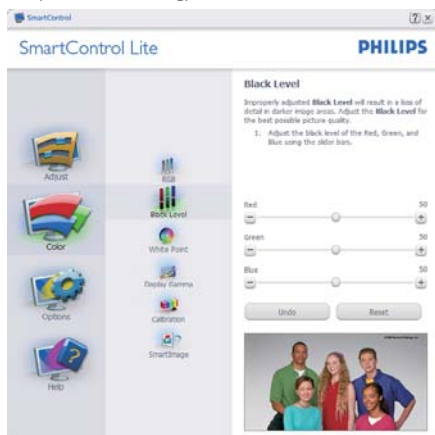 SmartControl
SmartControl Lite
PHILIPS
Adjust
Color
Options
Help
RGB
Black Level
White Point
Display Gamma
Calibration
SmartImage
Black Level
Improperly adjusted Black Level will result in a loss of
detail in darker image areas. Adjust the Black Level for
the best possible picture quality.
1. Adjust the black level of the Red, Green, and
Blue using the slider bars.
Red 50
Green 50
Blue 50
Undo Reset